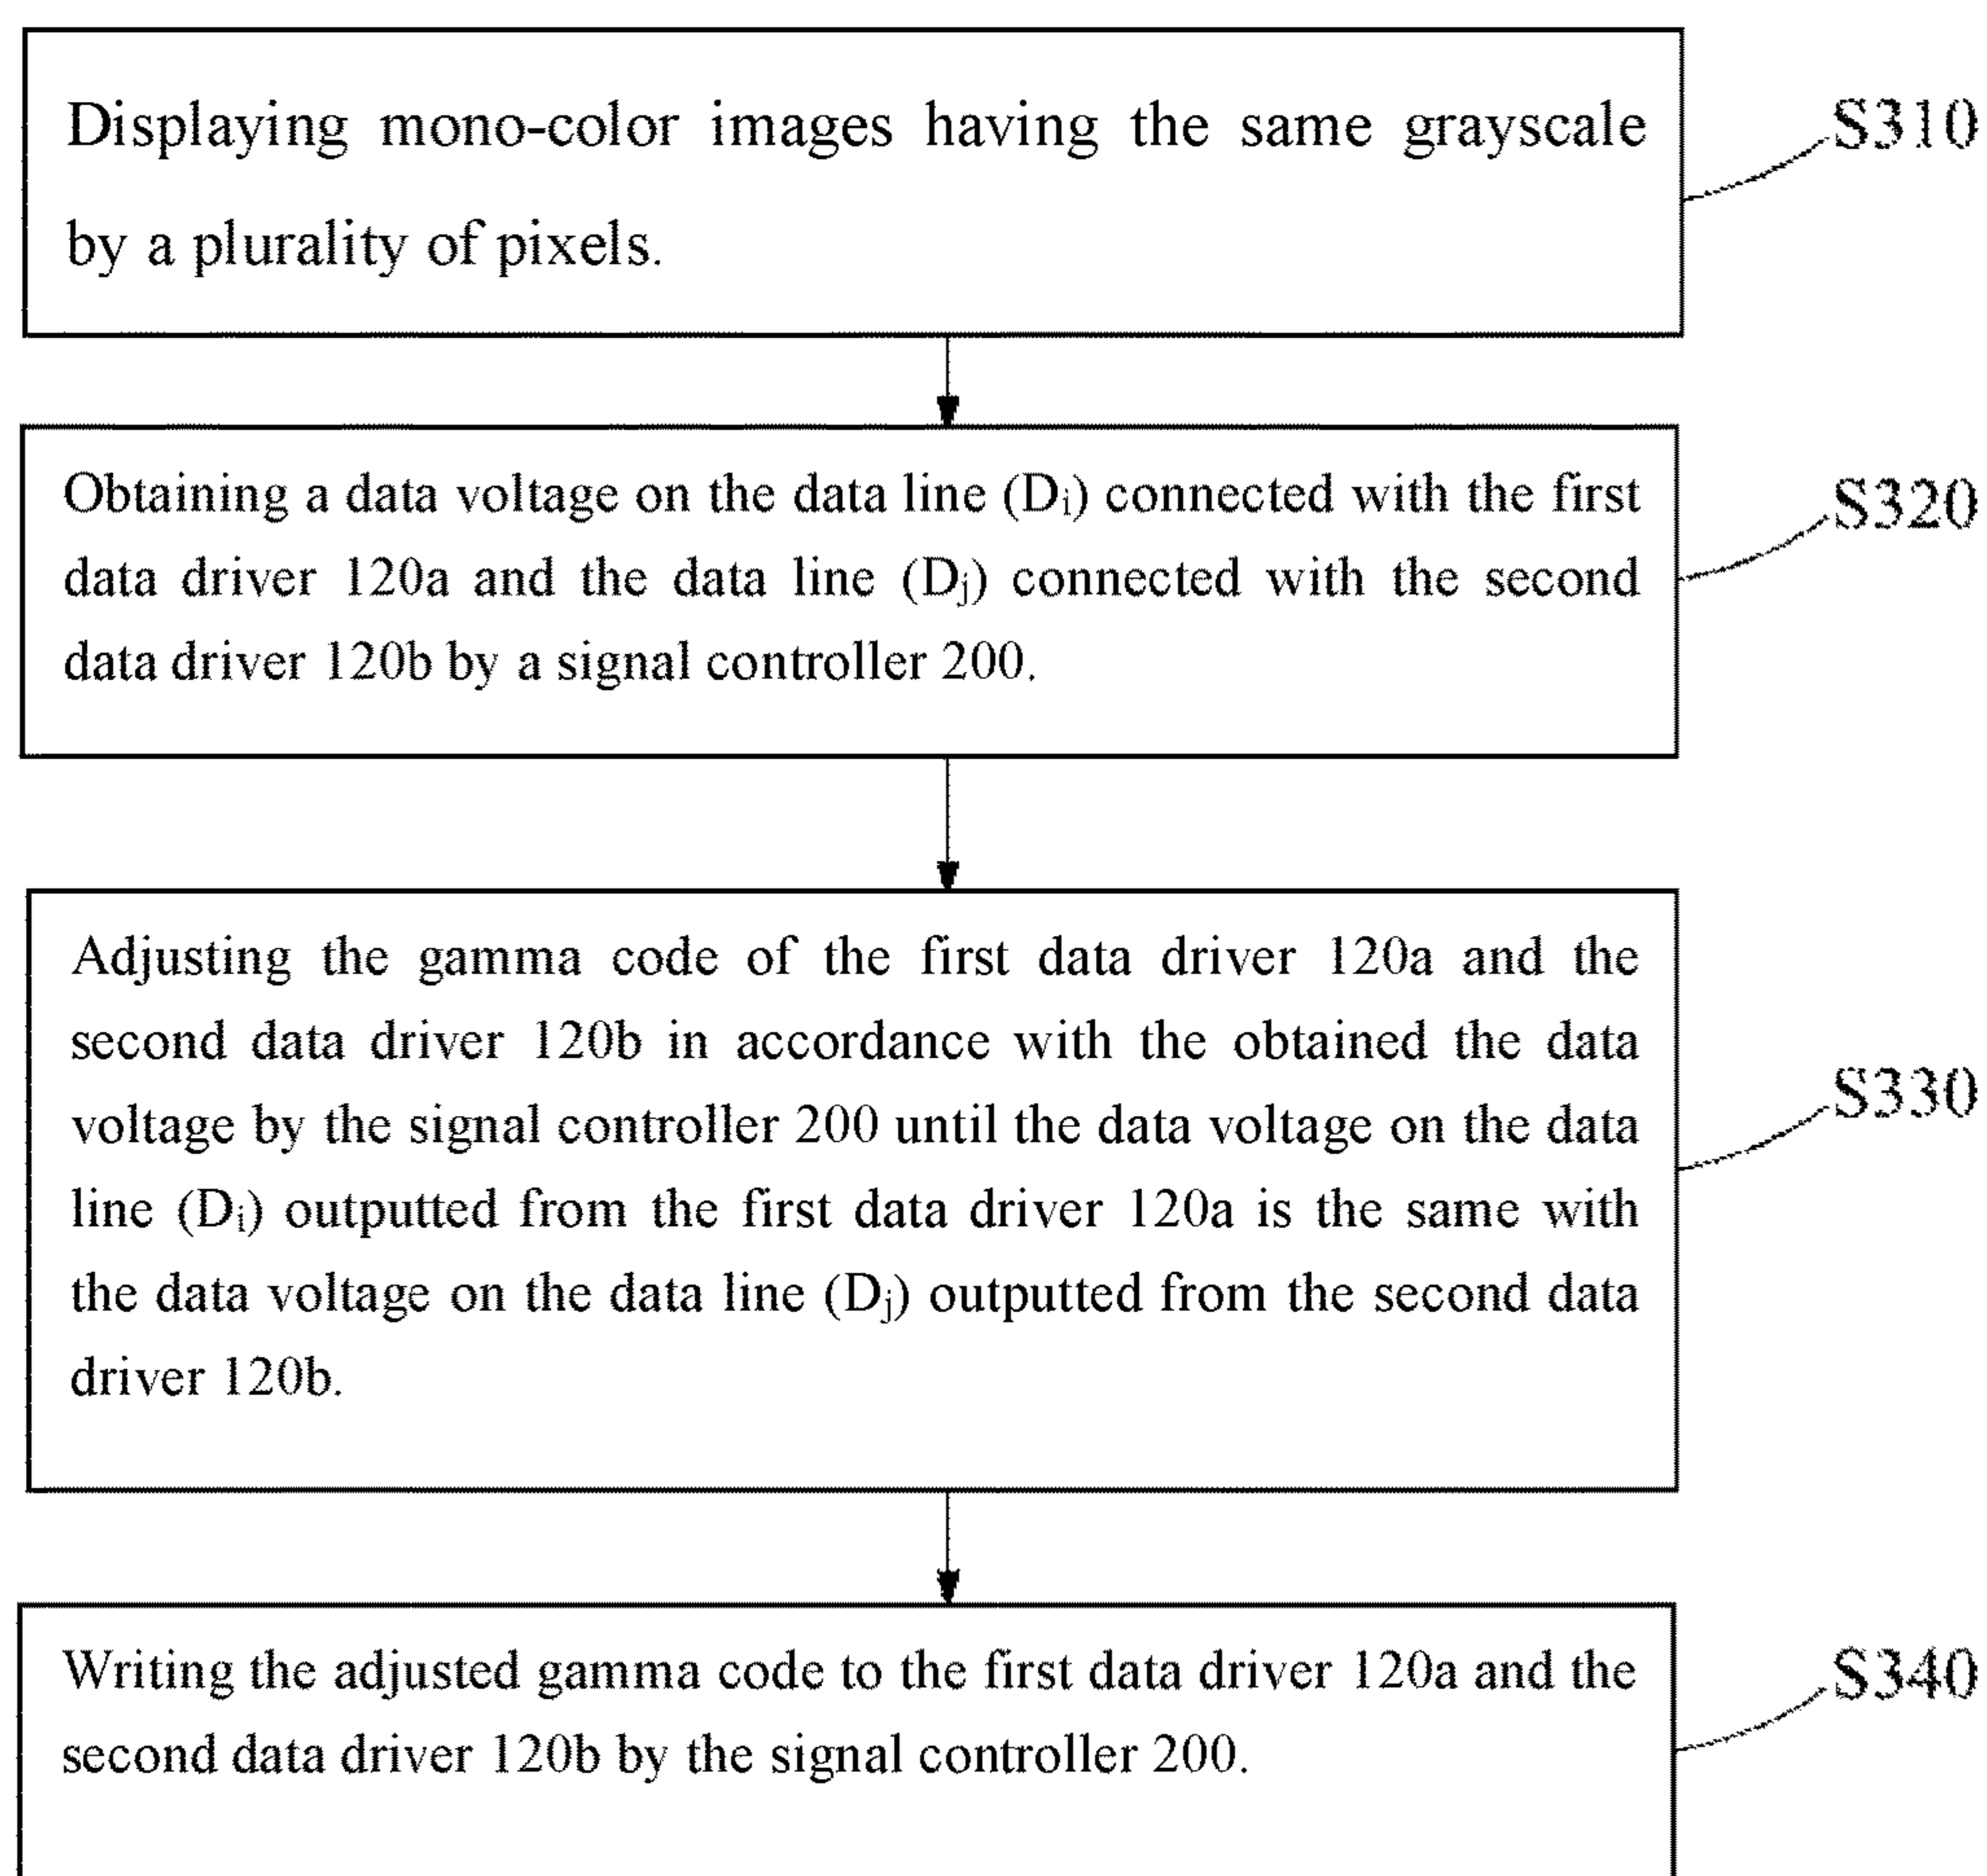 Displaying mono-color images having the same grayscale
by a plurality of pixels.
S310
Obtaining a data voltage on the data line (Di) connected with the first
data driver 120a and the data line (Dj) connected with the second
data driver 120b by a signal controller 200.
S320
Adjusting the gamma code of the first data driver 120a and the
second data driver 120b in accordance with the obtained the data
voltage by the signal controller 200 until the data voltage on the data
line (Di) outputted from the first data driver 120a is the same with
the data voltage on the data line (Dj) outputted from the second data
driver 120b.
S330
Writing the adjusted gamma code to the first data driver 120a and the
second data driver 120b by the signal controller 200.
S340